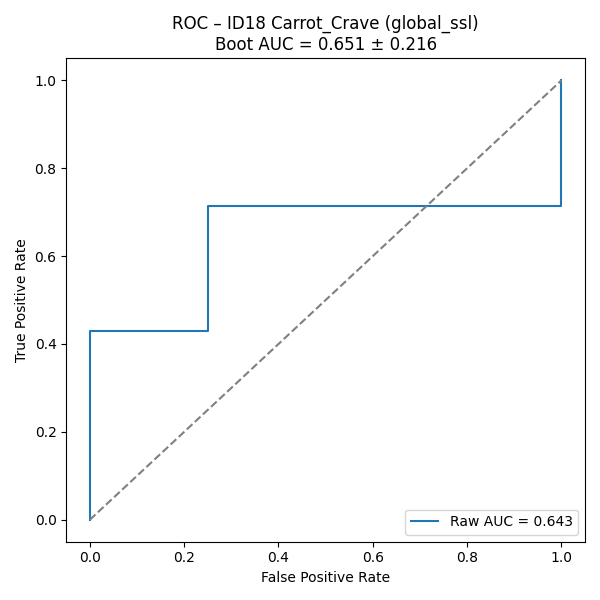 ROC – ID18 Carrot_Crave (global_ssl)
Boot AUC = 0.651 ± 0.216
1.0
0.8
0.6
0.4
0.2
0.0
True Positive Rate
Raw AUC = 0.643
0.0 0.2 0.4 0.6 0.8 1.0
False Positive Rate